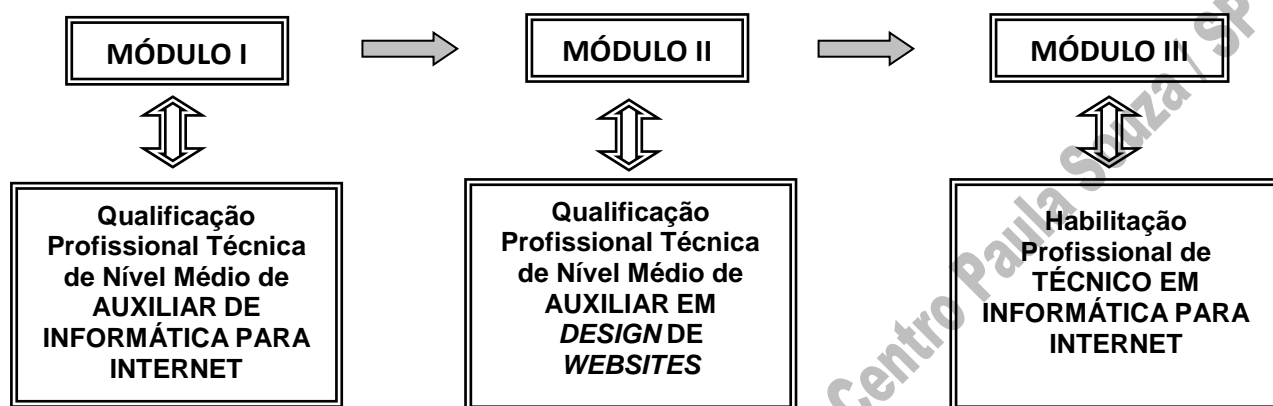 MÓDULO I
MÓDULO II
MÓDULO III
Qualificação
Profissional Técnica
de Nível Médio de
AUXILIAR DE
INFORMÁTICA PARA
INTERNET
Qualificação
Profissional Técnica
de Nível Médio de
AUXILIAR EM
DESIGN DE
WEBSITES
Habilitação
Profissional de
TÉCNICO EM
INFORMÁTICA PARA
INTERNET
Centro Paula Souza / SP